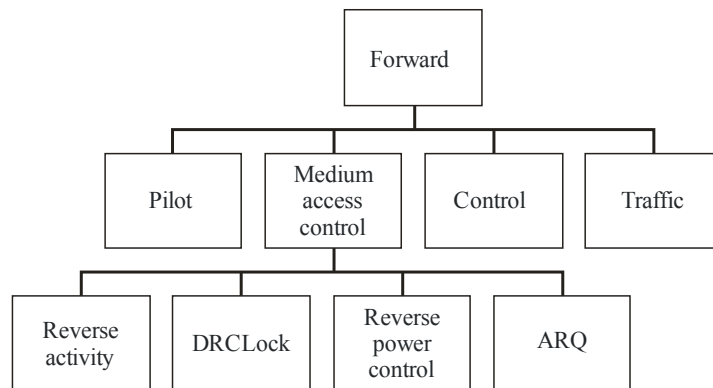 Forward
Pilot
Medium
access
control
Control
Traffic
Reverse
activity
DRCLock
Reverse
power
control
ARQ